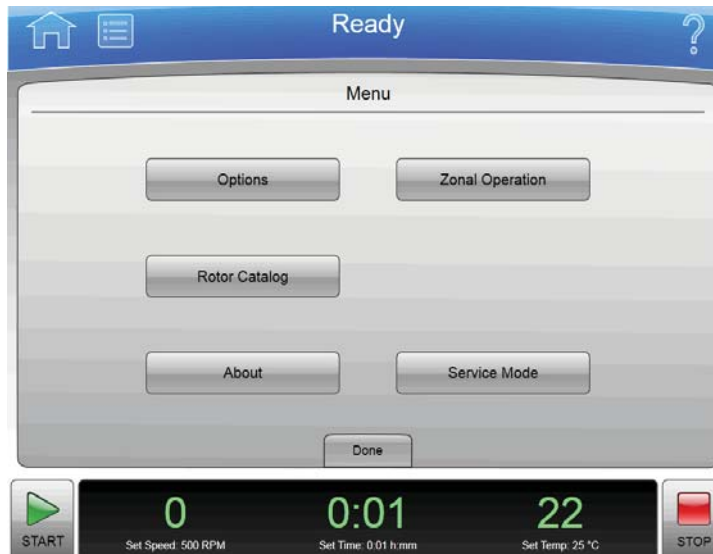 Ready
Menu
Options
Zonal Operation
Rotor Catalog
About
Service Mode
Done
START
0
0:01
22
Set Speed: 500 RPM
Set Time: 0:01 h:mm
Set Temp: 25 °C
STOP